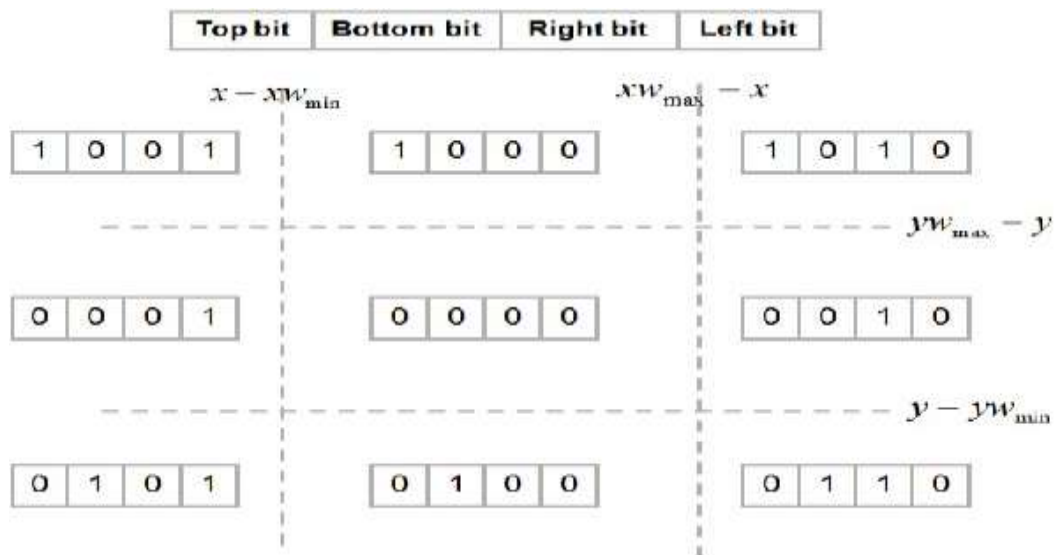 Top bit Bottom bit Right bit Left bit
x − xw_min xw_max − x
1 0 0 1 1 0 0 0 1 0 1 0
yw_max − y
0 0 0 1 0 0 0 0 0 0 1 0
y − yw_min
0 1 0 1 0 1 0 0 0 1 1 0